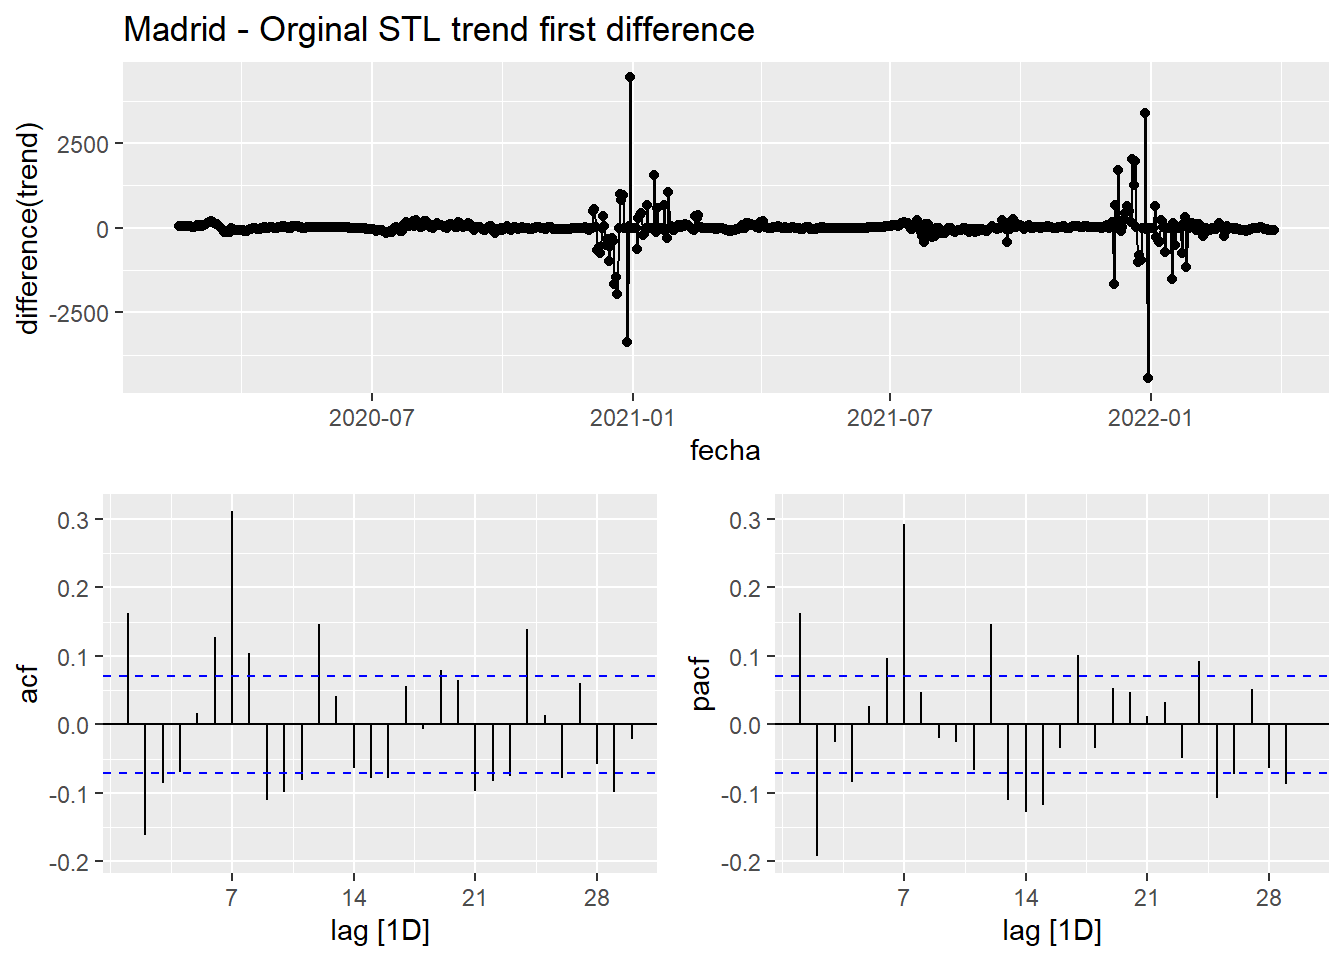 Madrid - Orginal STL trend first difference
difference(trend)
2500
0
-2500
2020-07 2021-01 2021-07 2022-01
fecha
acf
0.3
0.2
0.1
0.0
-0.1
-0.2
7 14 21 28
lag [1D]
pacf
0.3
0.2
0.1
0.0
-0.1
-0.2
7 14 21 28
lag [1D]